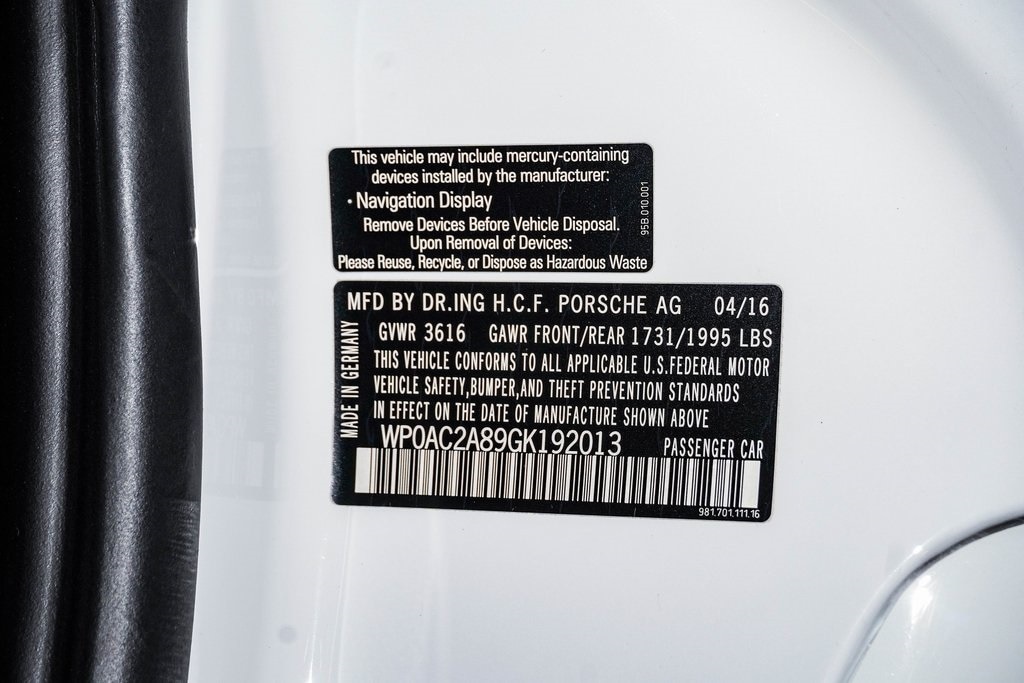 This vehicle may include mercury-containing
devices installed by the manufacturer:
• Navigation Display
Remove Devices Before Vehicle Disposal.
Upon Removal of Devices:
Please Reuse, Recycle, or Dispose as Hazardous Waste
95B.010.001
MFD BY DR.ING H.C.F. PORSCHE AG 04/16
GVWR 3616 GAWR FRONT/REAR 1731/1995 LBS
THIS VEHICLE CONFORMS TO ALL APPLICABLE U.S.FEDERAL MOTOR
VEHICLE SAFETY,BUMPER,AND THEFT PREVENTION STANDARDS
IN EFFECT ON THE DATE OF MANUFACTURE SHOWN ABOVE
MADE IN GERMANY
WP0AC2A89GK192013 PASSENGER CAR
981.701.111.16